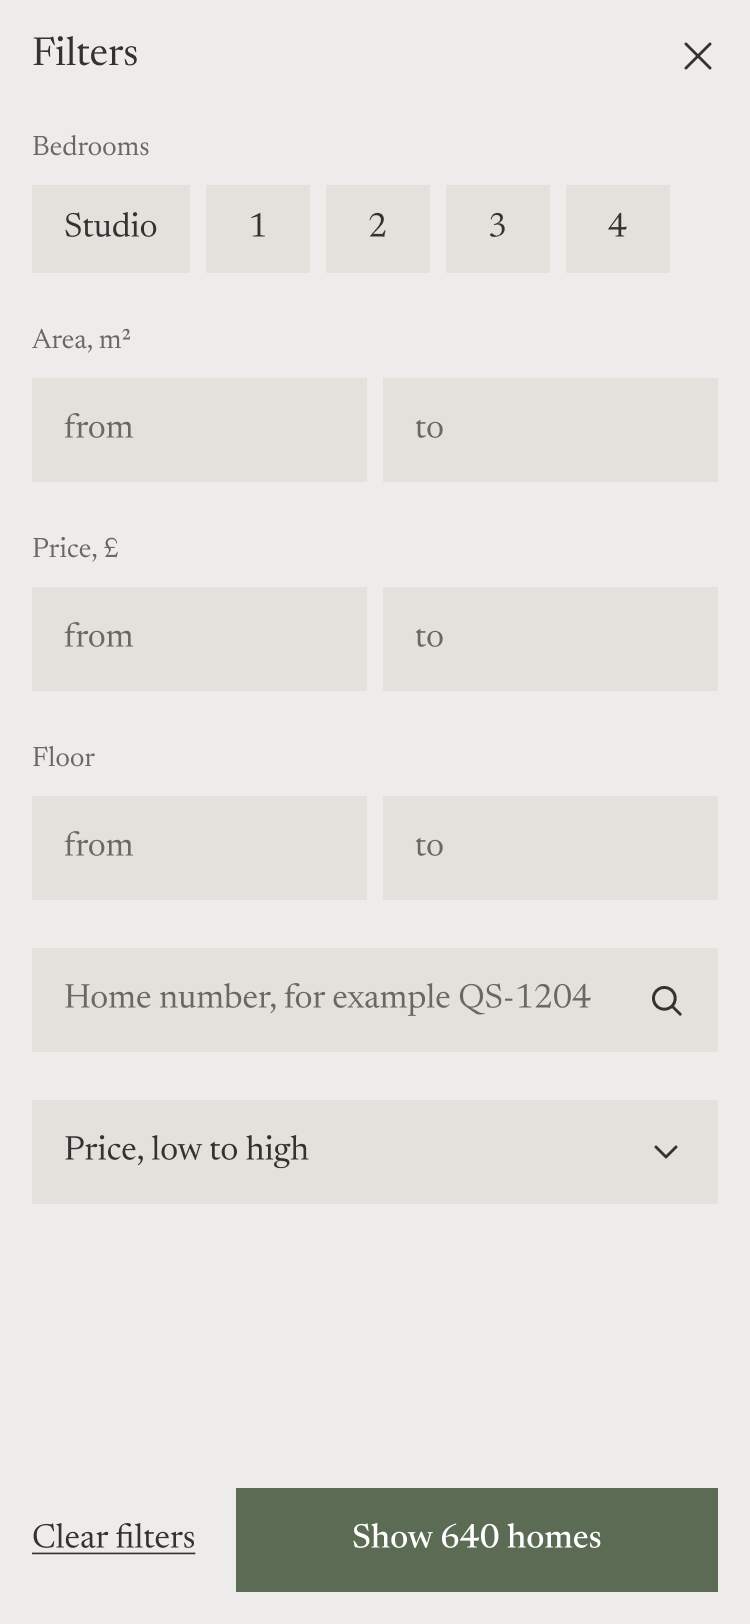 Filters
Bedrooms
Studio 1 2 3 4
Area, m²
from to
Price, £
from to
Floor
from to
Home number, for example QS-1204
Price, low to high
Clear filters Show 640 homes